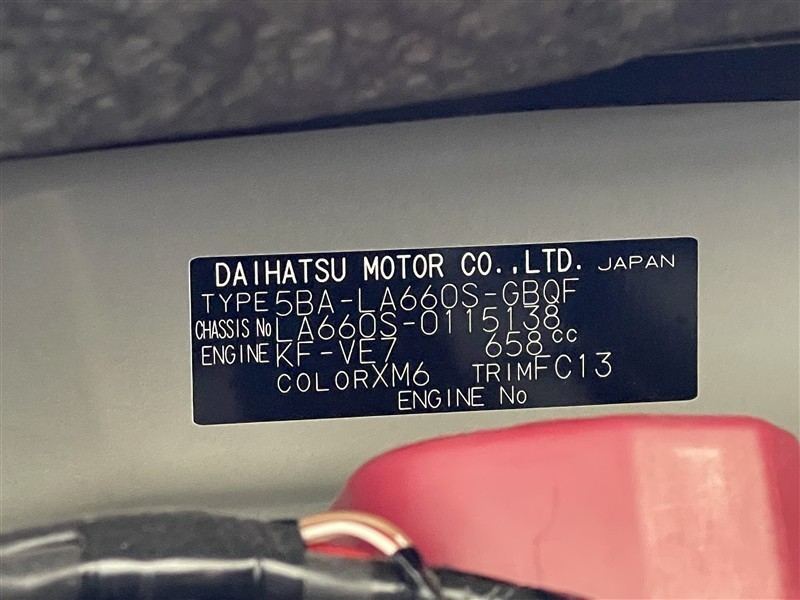 DAIHATSU MOTOR CO.,LTD. JAPAN
TYPE 5BA-LA660S-GBQF
CHASSIS No LA660S-0115138
ENGINE KF-VE7 658cc
COLOR XM6 TRIM FC13
ENGINE No